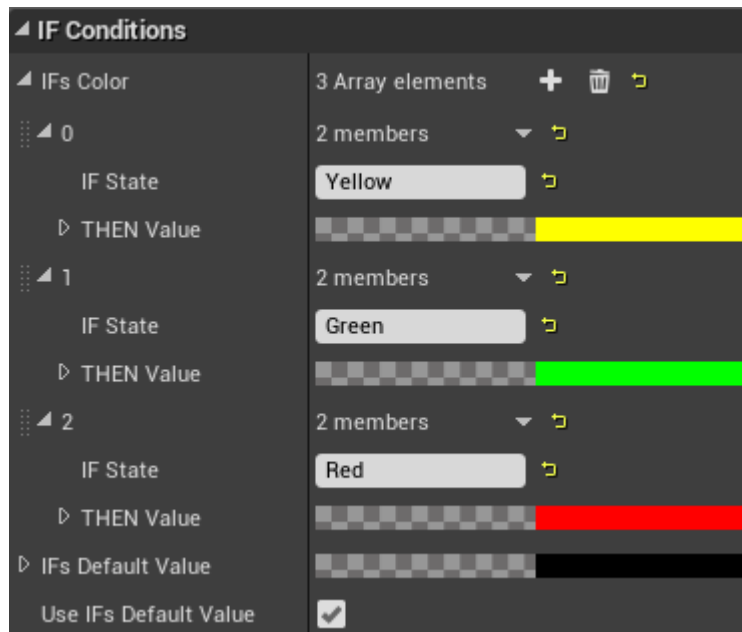 IF Conditions
IFs Color 3 Array elements
0 2 members
IF State Yellow
THEN Value
1 2 members
IF State Green
THEN Value
2 2 members
IF State Red
THEN Value
IFs Default Value
Use IFs Default Value